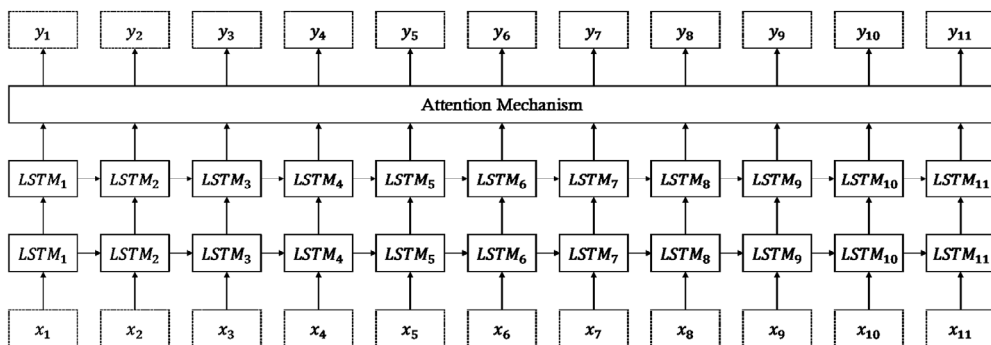 y₁ y₂ y₃ y₄ y₅ y₆ y₇ y₈ y₉ y₁₀ y₁₁
Attention Mechanism
LSTM₁ LSTM₂ LSTM₃ LSTM₄ LSTM₅ LSTM₆ LSTM₇ LSTM₈ LSTM₉ LSTM₁₀ LSTM₁₁
LSTM₁ LSTM₂ LSTM₃ LSTM₄ LSTM₅ LSTM₆ LSTM₇ LSTM₈ LSTM₉ LSTM₁₀ LSTM₁₁
x₁ x₂ x₃ x₄ x₅ x₆ x₇ x₈ x₉ x₁₀ x₁₁